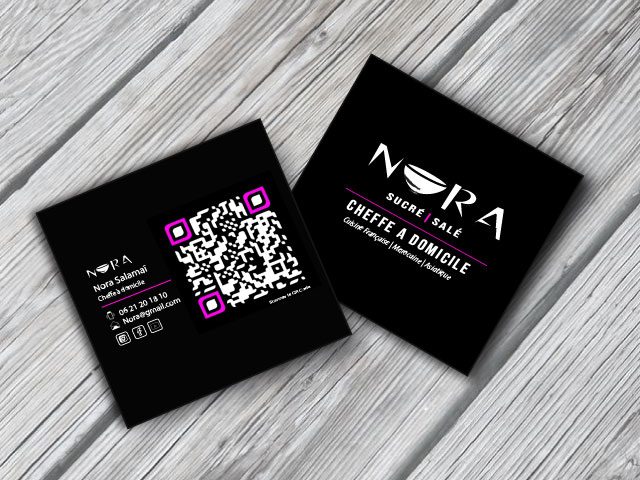 NORA
Nora Salamai
Cheffe à domicile
06 21 20 18 10
Nora@gmail.com
NORA
SUCRÉ | SALÉ
CHEFFE A DOMICILE
Cuisine Française | Marocaine | Asiatique